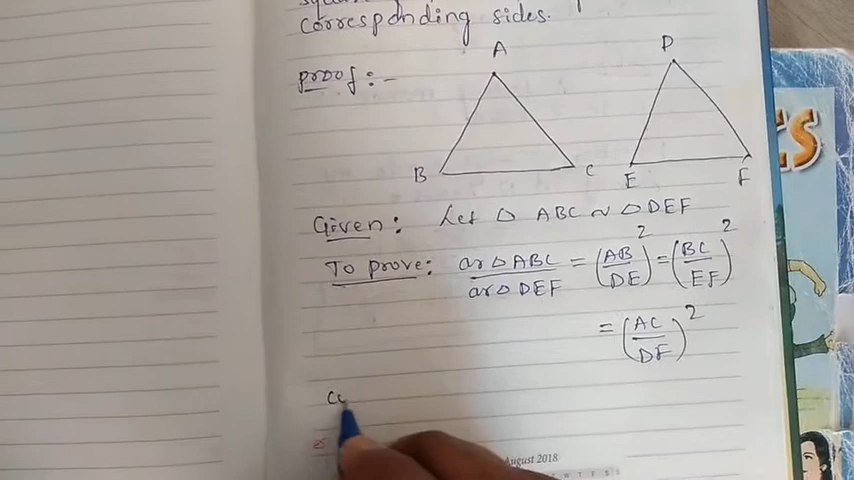 corresponding sides.
proof:-
A
D
B
C
E
F
Given: Let △ ABC ~ △DEF
To prove: ar△ABC/ar△DEF = (AB/DE)² = (BC/EF)²
= (AC/DF)²
August 2018